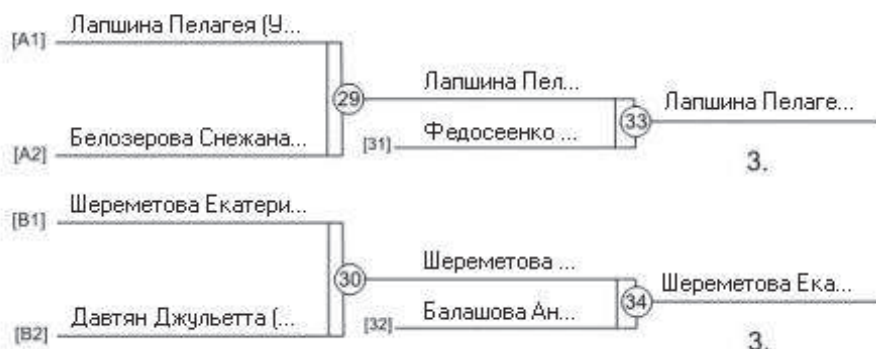 [A1] Лапшина Пелагея (У...
29 Лапшина Пел... Лапшина Пелаге...
33
[A2] Белозерова Снежана... [31] Федосеенко ...
3.
[B1] Шереметова Екатери...
30 Шереметова ... Шереметова Ека...
34
[B2] Давтян Джульетта (... [32] Балашова Ан...
3.